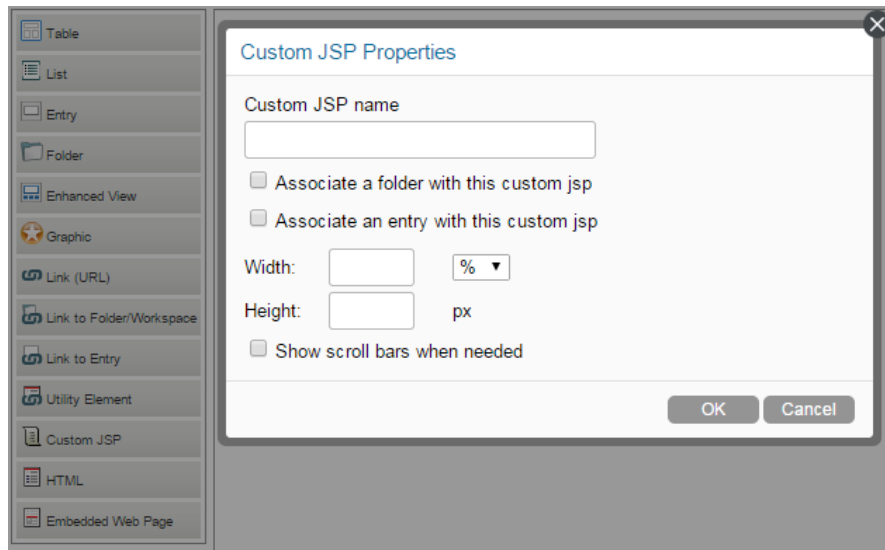 Table
List
Entry
Folder
Enhanced View
Graphic
Link (URL)
Link to Folder/Workspace
Link to Entry
Utility Element
Custom JSP
HTML
Embedded Web Page
Custom JSP Properties
Custom JSP name
Associate a folder with this custom jsp
Associate an entry with this custom jsp
Width: %
Height: px
Show scroll bars when needed
OK Cancel